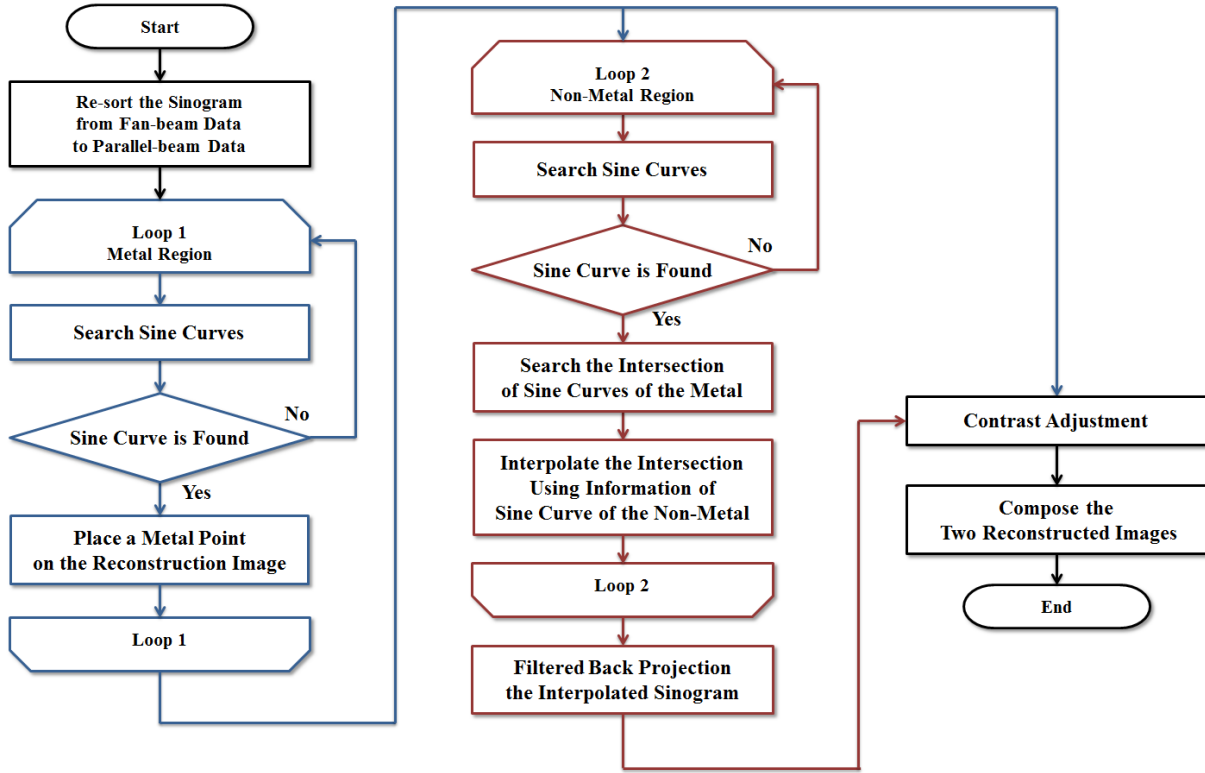 Start
Re-sort the Sinogram
from Fan-beam Data
to Parallel-beam Data
Loop 1
Metal Region
Search Sine Curves
Sine Curve is Found
No
Yes
Place a Metal Point
on the Reconstruction Image
Loop 1
Loop 2
Non-Metal Region
Search Sine Curves
Sine Curve is Found
No
Yes
Search the Intersection
of Sine Curves of the Metal
Interpolate the Intersection
Using Information of
Sine Curve of the Non-Metal
Loop 2
Filtered Back Projection
the Interpolated Sinogram
Contrast Adjustment
Compose the
Two Reconstructed Images
End